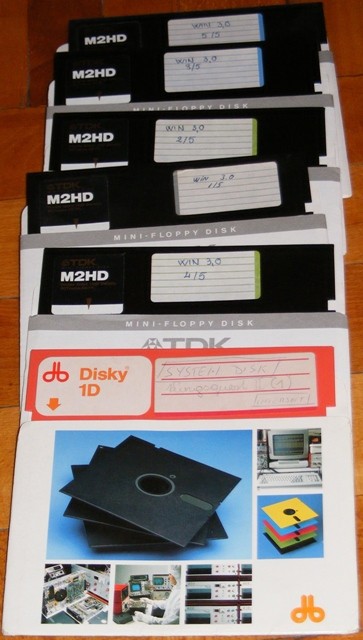 M2HD
WIN 3,0
5/5
M2HD
WIN 3,0
3/5
MINI-FLOPPY DISK
M2HD
WIN 3,0
2/5
TDK
M2HD
WIN 3.0
1/5
MINI-FLOPPY DISK
TDK
M2HD
WIN 3,0
4/5
MINI-FLOPPY DISK
TDK
Disky
1D
/SYSTEM DISK/
(1)